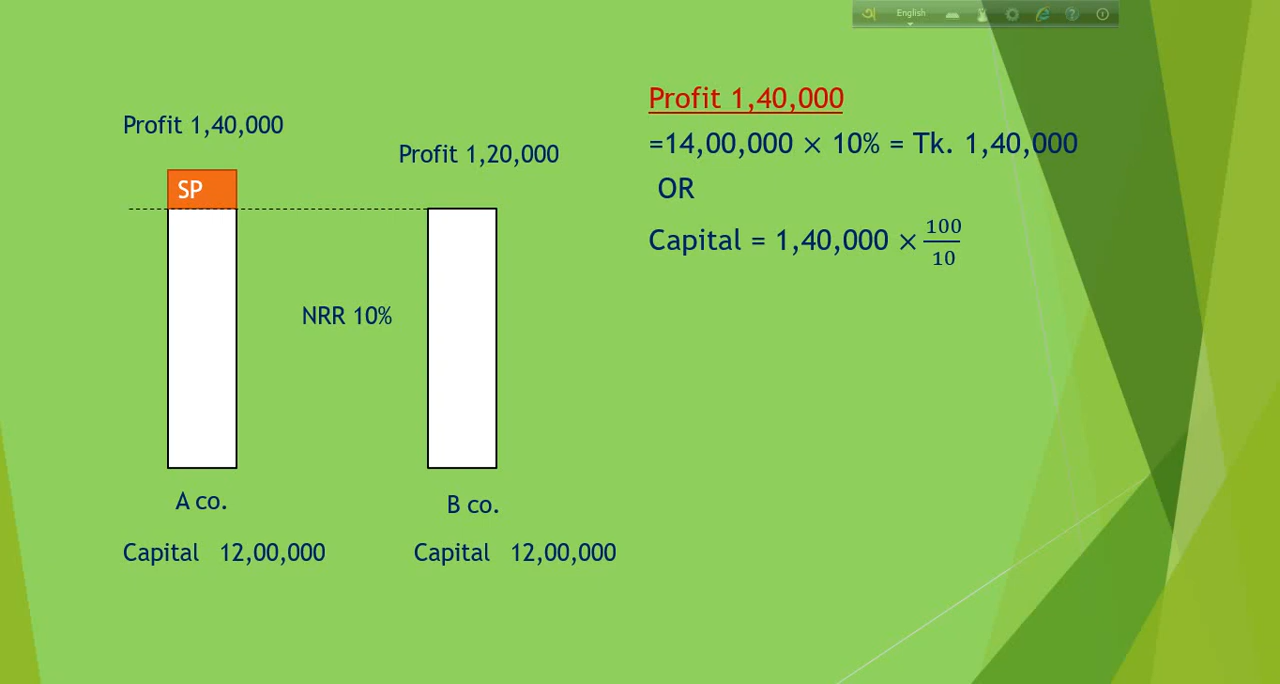 অ English
Profit 1,40,000
Profit 1,20,000
SP
NRR 10%
A co.
B co.
Capital 12,00,000
Capital 12,00,000
Profit 1,40,000
=14,00,000 × 10% = Tk. 1,40,000
OR
Capital = 1,40,000 × 100/10